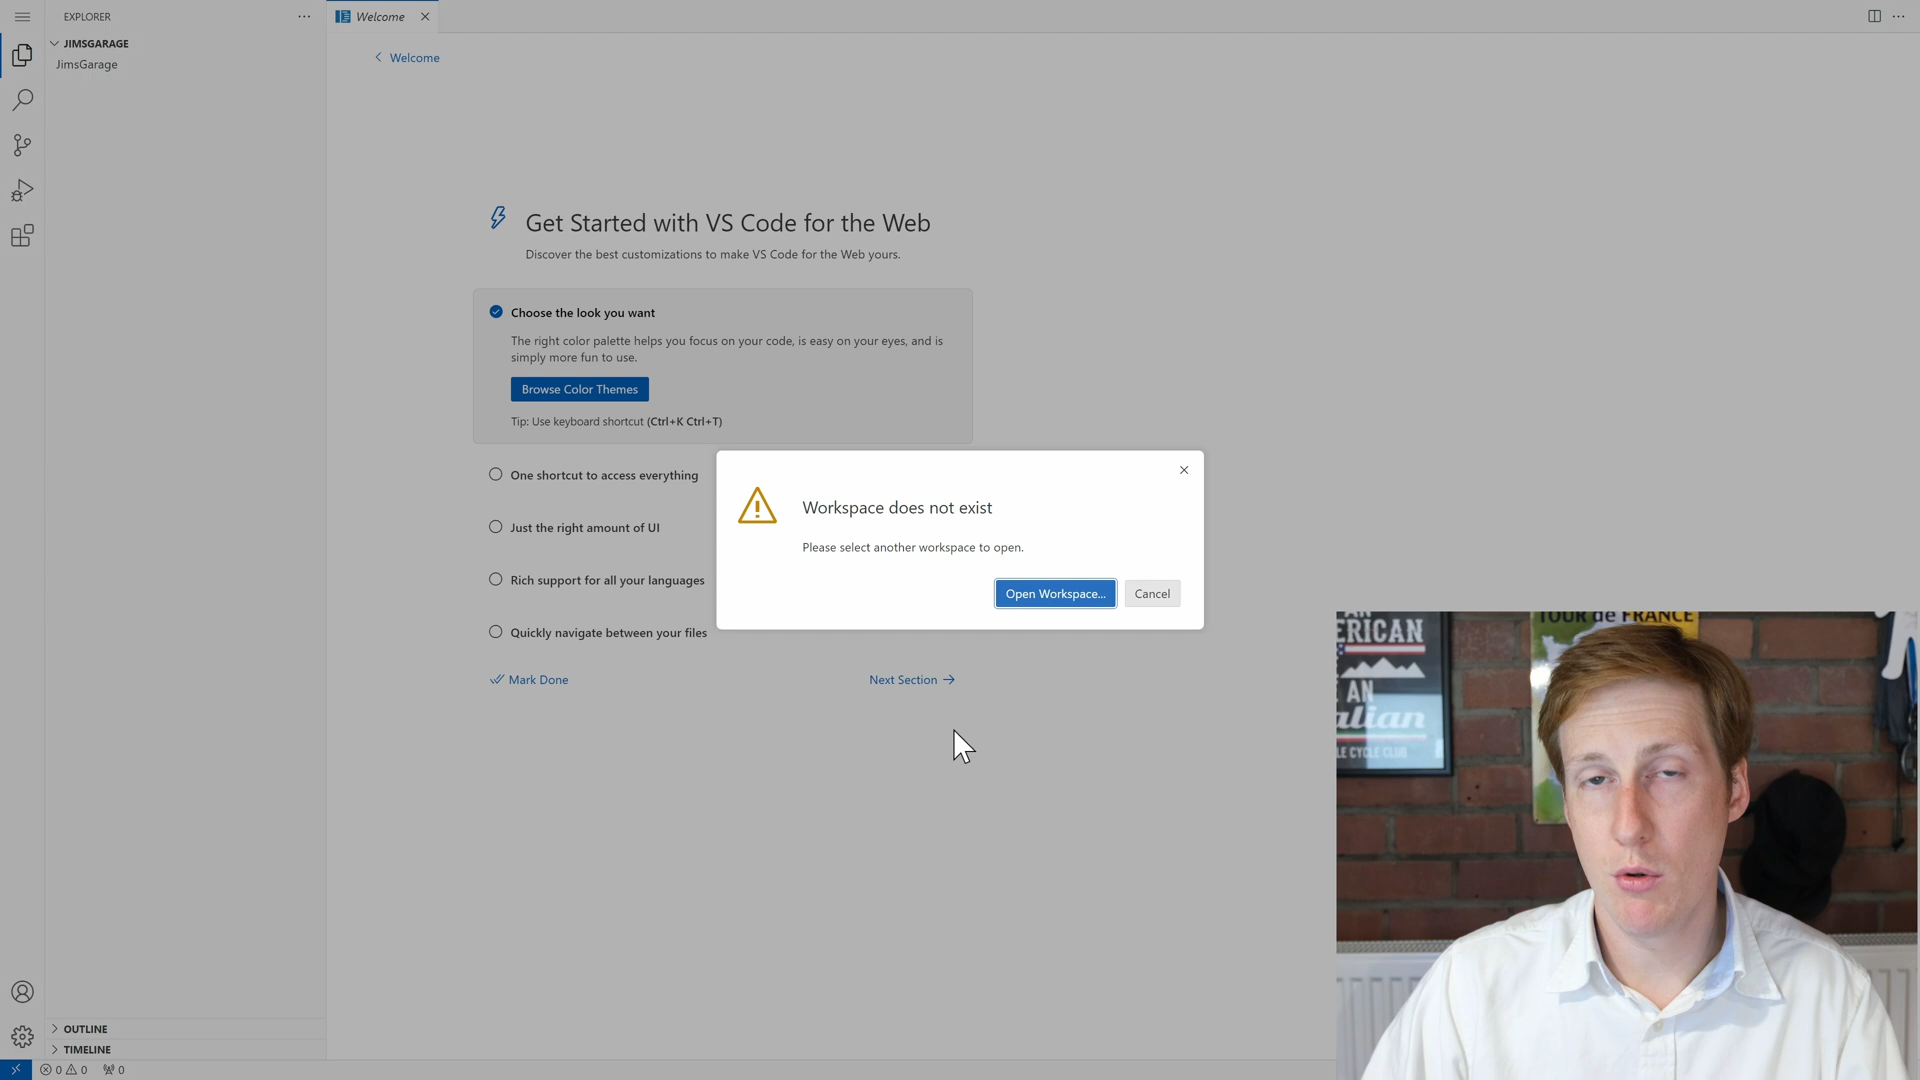 EXPLORER
JIMSGARAGE
JimsGarage
OUTLINE
TIMELINE
0 0 0
Welcome
Welcome
Get Started with VS Code for the Web
Discover the best customizations to make VS Code for the Web yours.
Choose the look you want
The right color palette helps you focus on your code, is easy on your eyes, and is
simply more fun to use.
Browse Color Themes
Tip: Use keyboard shortcut (Ctrl+K Ctrl+T)
One shortcut to access everything
Just the right amount of UI
Rich support for all your languages
Quickly navigate between your files
Mark Done
Next Section
Workspace does not exist
Please select another workspace to open.
Open Workspace...
Cancel
ERICAN
AN
alian
LE CYCLE CLUB
TOUR de FRANCE